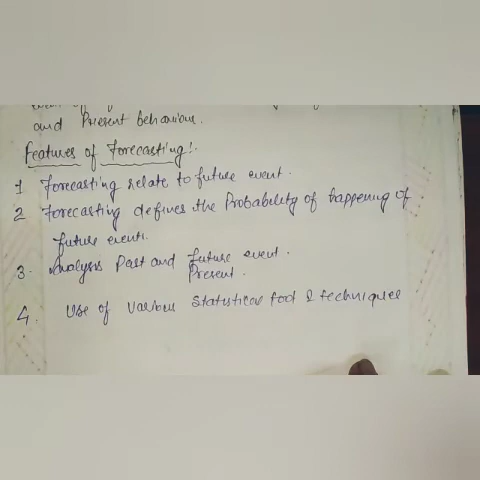 and Present behaviour.
Features of Forecasting!.
1 Forecasting relate to future event.
2 Forecasting defines the Probability of happening of
future events.
3. Analysis Past and future event.
Present.
4. Use of various Statistical tool & techniques